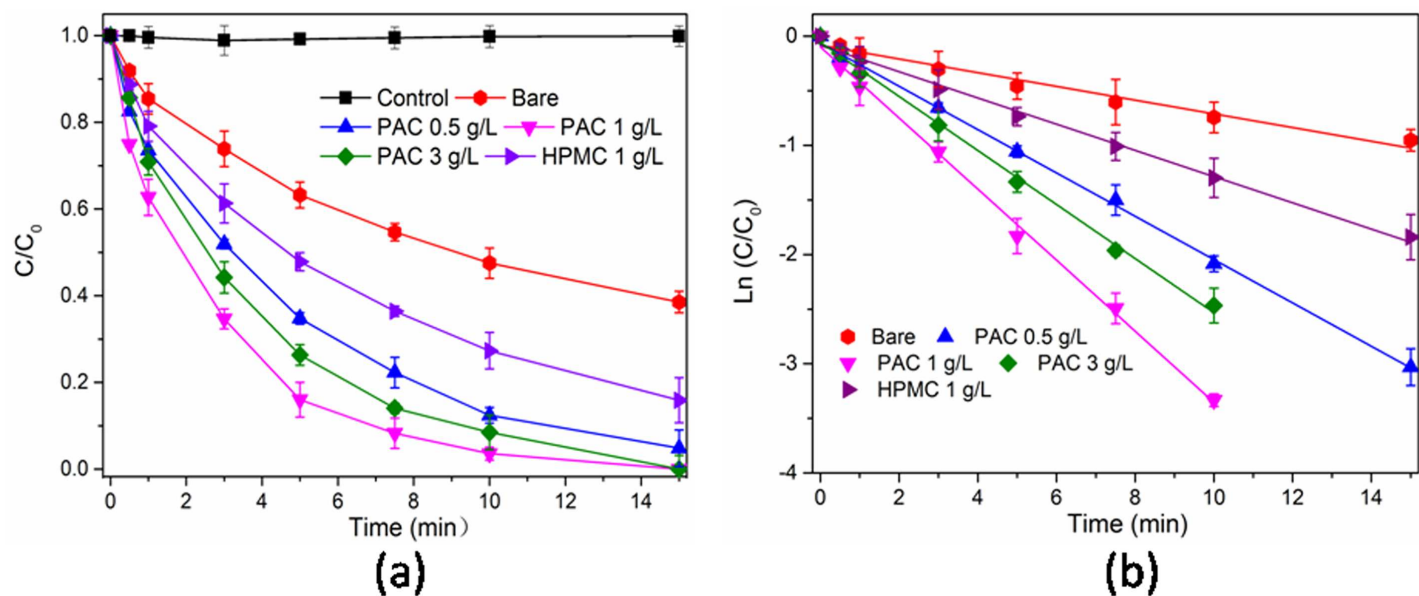 1.0
0.8
0.6
0.4
0.2
0.0
C/C0
Control Bare
PAC 0.5 g/L PAC 1 g/L
PAC 3 g/L HPMC 1 g/L
0 2 4 6 8 10 12 14
Time (min）
(a)
0
-1
-2
-3
-4
Ln (C/C0)
Bare PAC 0.5 g/L
PAC 1 g/L PAC 3 g/L
HPMC 1 g/L
0 2 4 6 8 10 12 14
Time (min)
(b)